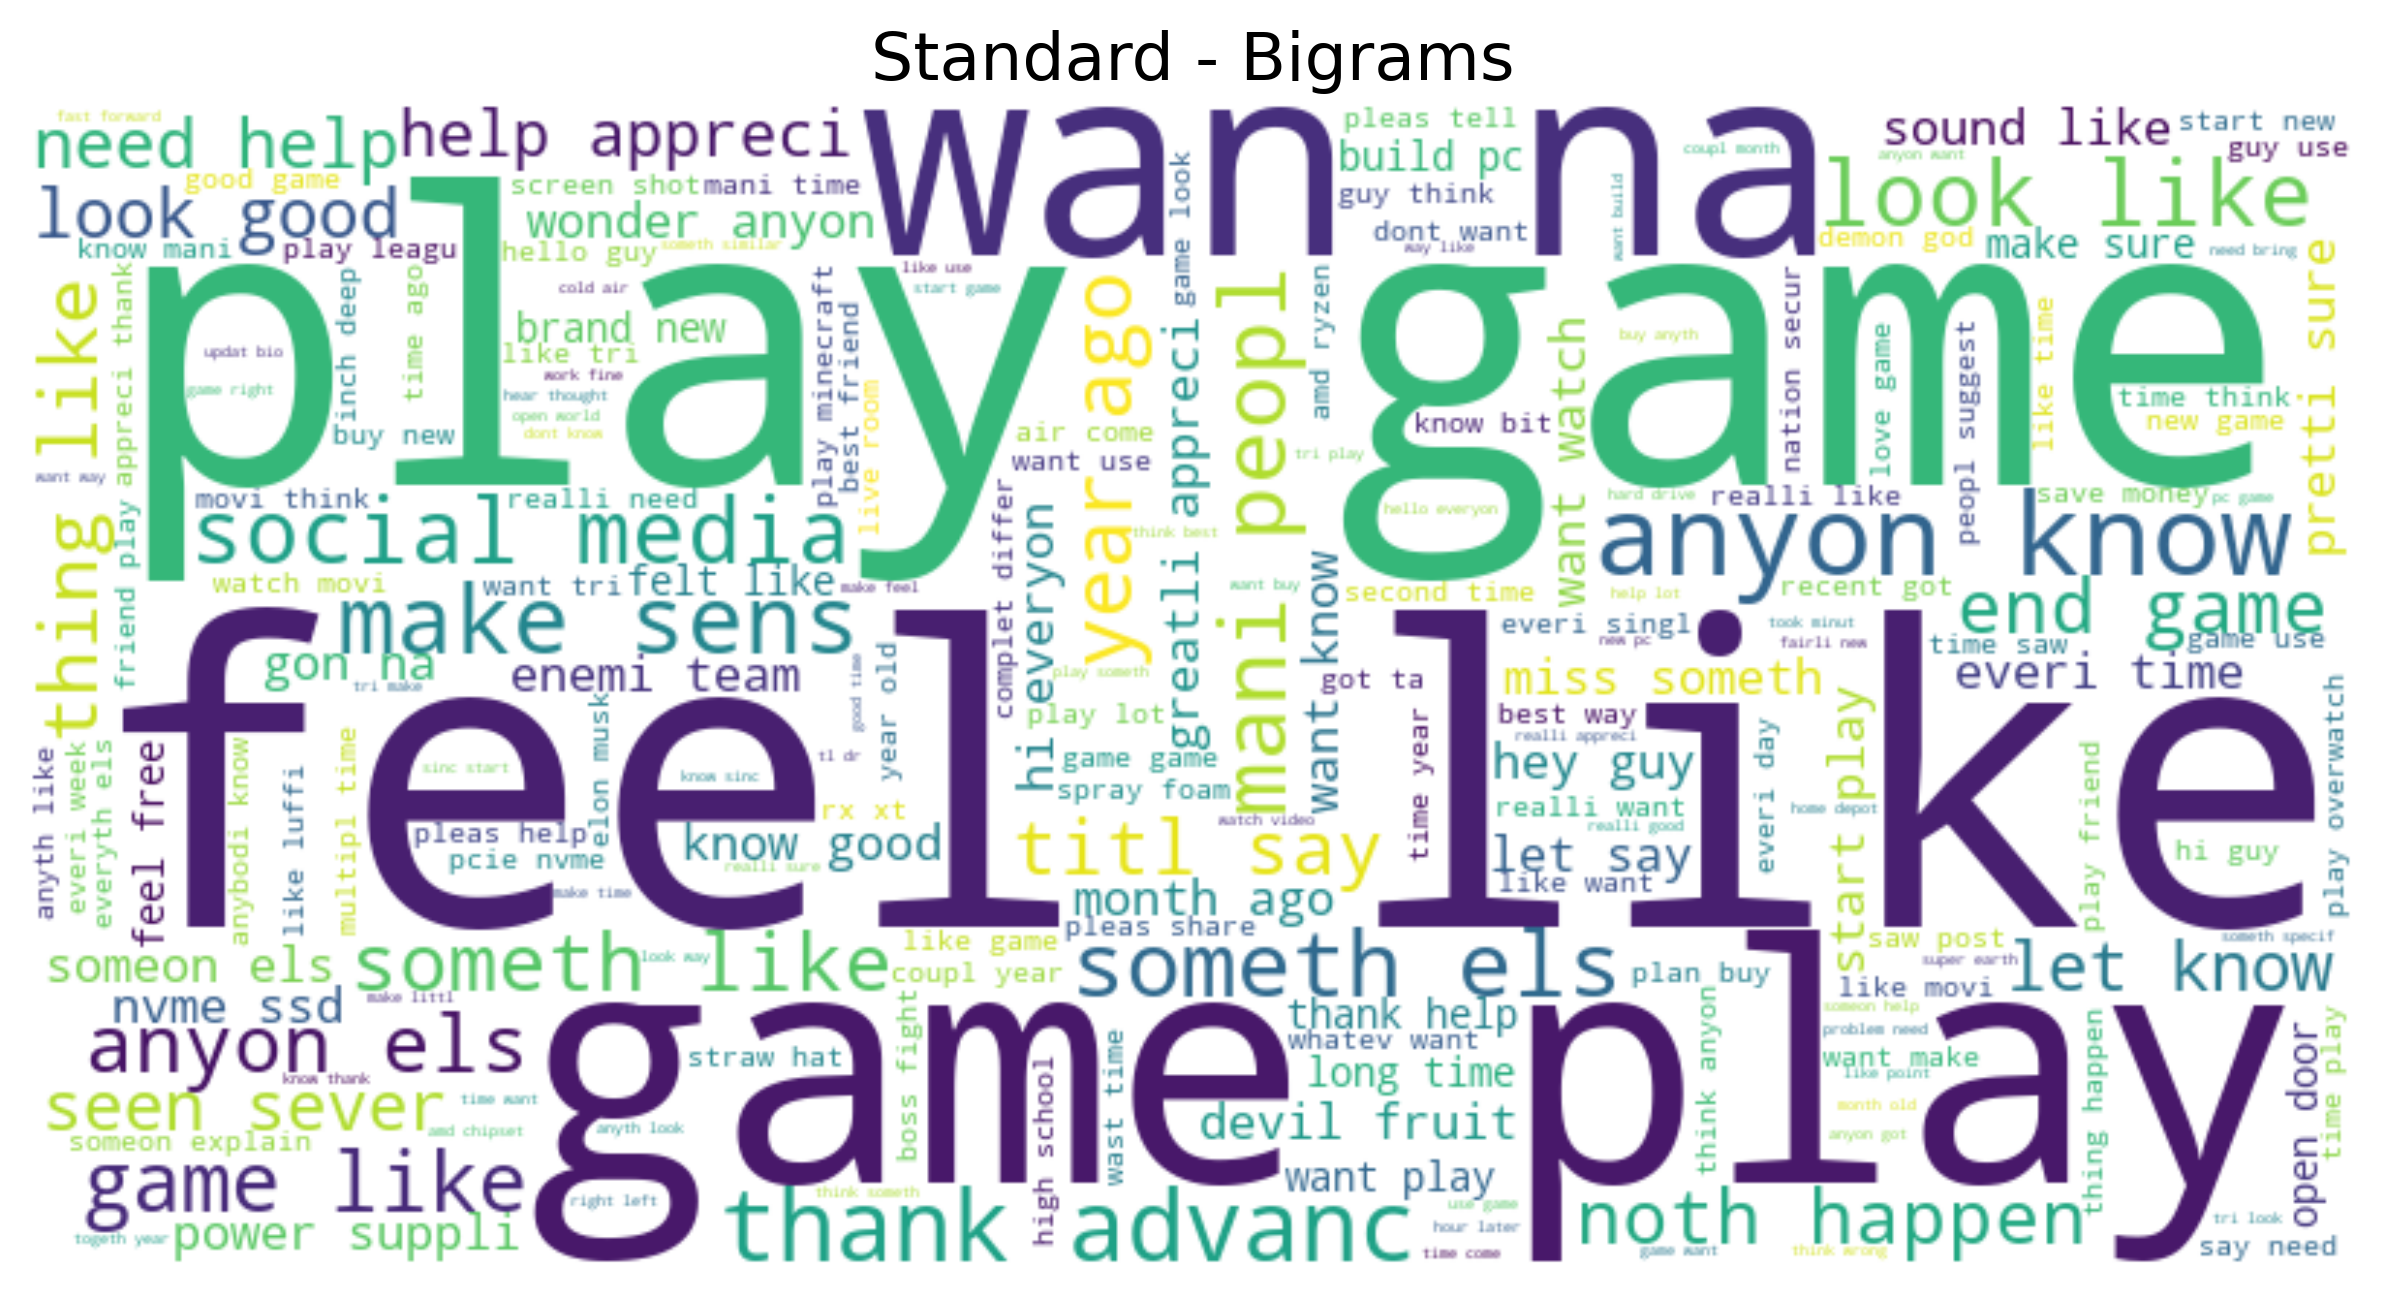 Standard - Bigrams
fast forward
need help
help appreci
wan na
pleas tell
coupl month
sound like
start new
guy use
good game
screen shot
mani time
build pc
anyon want
look good
wonder anyon
guy think
look like
know mani
play leagu
hello guy
someth similar
game look
dont want
way like
want build
demon god
make sure
need bring
play game
like use
start game
cold air
thing like
friend play
appreci thank
updat bio
game right
binch deep
time ago
buy new
brand new
like tri
work fine
hear thought
open world
dont know
play minecraft
best friend
live room
year ago
greatli appreci
mani peopl
amd ryzen
know bit
tri play
want watch
buy anyth
nation secur
love game
peopl suggest
like time
time think
new game
pretti sure
air come
want use
want way
movi think
realli need
social media
complet differ
hi everyon
think best
hello everyon
hard drive
realli like
save money
pc game
anyon know
watch movi
want tri
felt like
make feel
want buy
second time
help lot
recent got
make sens
want know
everi singl
new pc
took minut
fairli new
end game
time saw
game use
gon na
enemi team
tri make
good time
year old
play someth
got ta
miss someth
everi time
feel like
elon musk
play lot
time year
best way
realli appreci
everi day
start play
play overwatch
anyth like
everi week
everyth els
feel free
anybodi know
like luffi
multipl time
sinc start
know sinc
tl dr
game game
spray foam
hey guy
play friend
rx xt
watch video
realli want
realli good
home depot
pleas help
know good
pcie nvme
realli sure
make time
titl say
let say
like want
hi guy
month ago
pleas share
someon els
someth like
look way
like game
coupl year
someth els
plan buy
saw post
super earth
like movi
let know
someth specif
nvme ssd
make littl
game play
thank help
whatev want
think anyon
someon help
problem need
want make
like point
thing happen
time play
open door
anyon els
know thank
straw hat
boss fight
high school
wast time
long time
seen sever
time want
amd chipset
anyth look
devil fruit
month old
anyon got
someon explain
game like
right left
think someth
want play
use game
hour later
time come
togeth year
power suppli
thank advanc
noth happen
game want
think wrong
tri look
say need